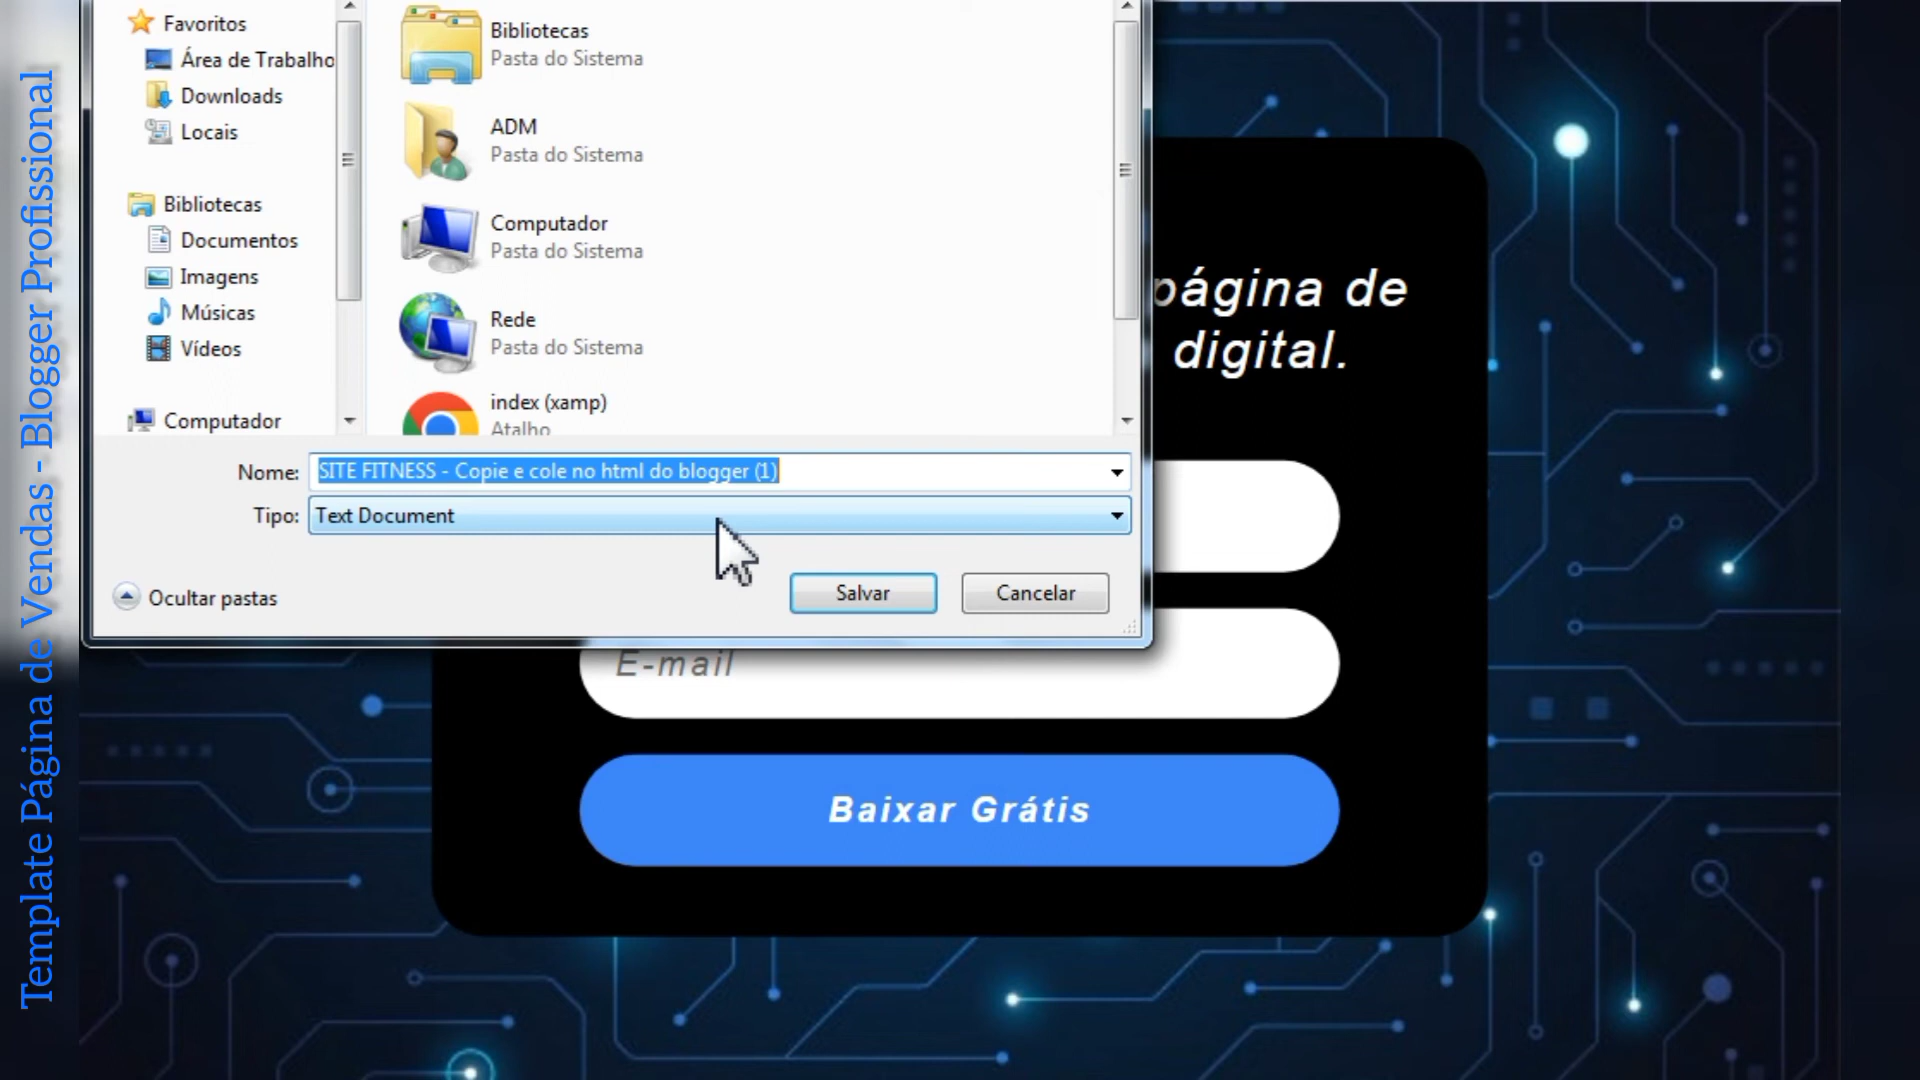 Template Página de Vendas - Blogger Profissional
Favoritos
Área de Trabalho
Downloads
Locais
Bibliotecas
Documentos
Imagens
Músicas
Vídeos
Computador
Bibliotecas
Pasta do Sistema
ADM
Pasta do Sistema
Computador
Pasta do Sistema
Rede
Pasta do Sistema
index (xamp)
Atalho
Nome: SITE FITNESS - Copie e cole no html do blogger (1)
Tipo: Text Document
Ocultar pastas
Salvar
Cancelar
página de
digital.
E-mail
Baixar Grátis